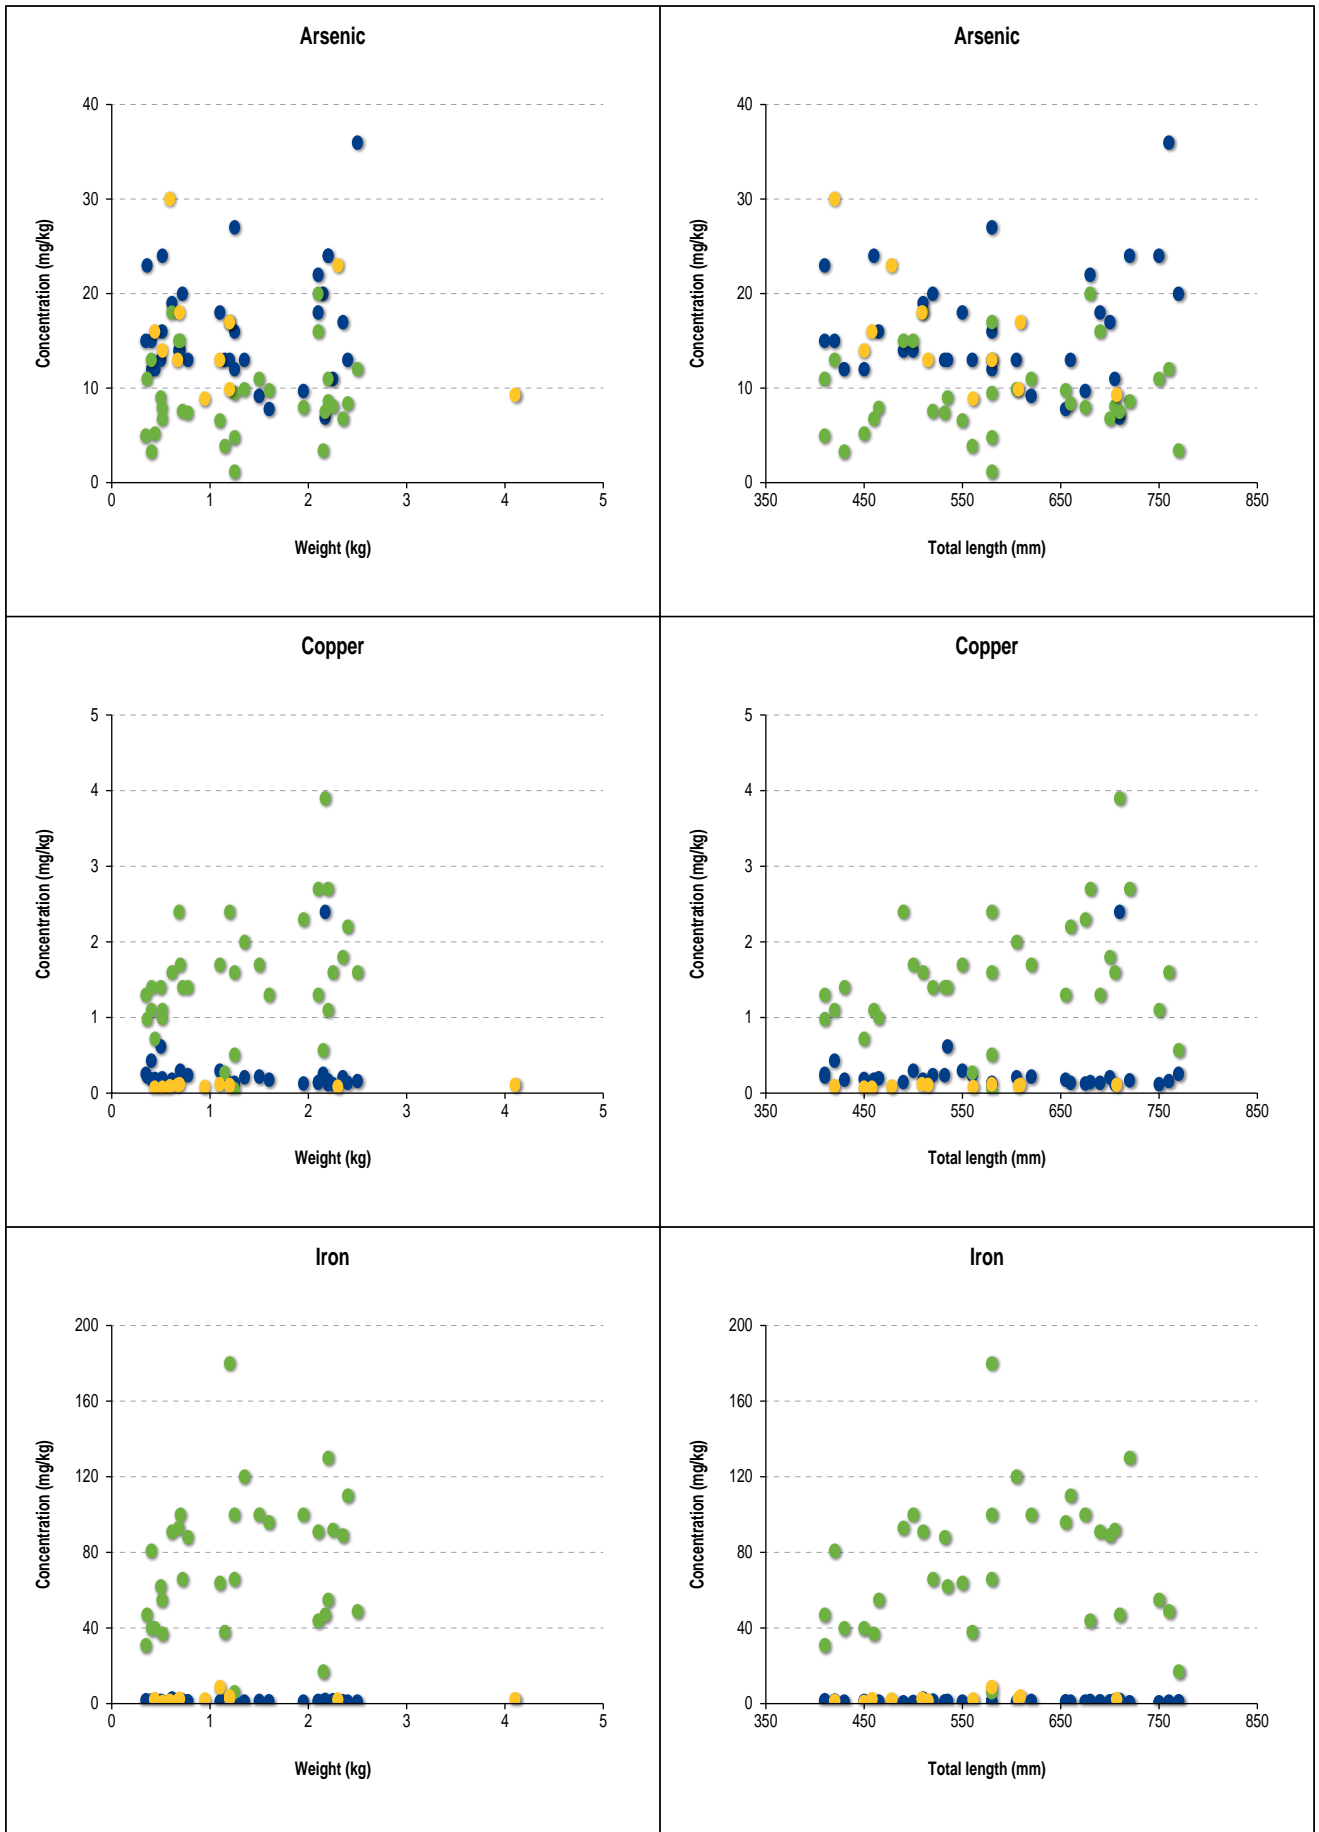 Arsenic
40
30
20
10
0
0 1 2 3 4 5
Concentration (mg/kg)
Weight (kg)
Arsenic
40
30
20
10
0
350 450 550 650 750 850
Concentration (mg/kg)
Total length (mm)
Copper
5
4
3
2
1
0
0 1 2 3 4 5
Concentration (mg/kg)
Weight (kg)
Copper
5
4
3
2
1
0
350 450 550 650 750 850
Concentration (mg/kg)
Total length (mm)
Iron
200
160
120
80
40
0
0 1 2 3 4 5
Concentration (mg/kg)
Weight (kg)
Iron
200
160
120
80
40
0
350 450 550 650 750 850
Concentration (mg/kg)
Total length (mm)